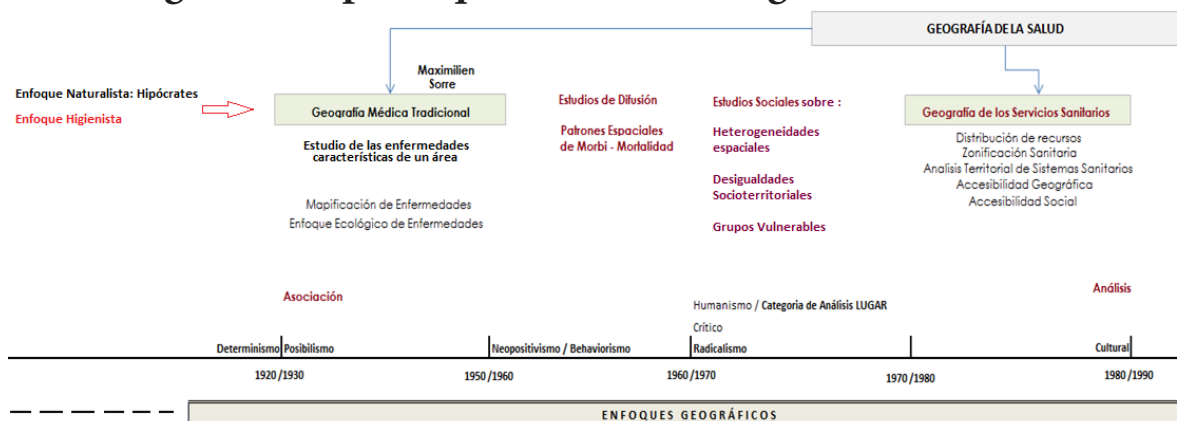 GEOGRAFÍA DE LA SALUD
Maximilien
Sorre
Enfoque Naturalista: Hipócrates
Enfoque Higienista
Geografía Médica Tradicional
Estudio de las enfermedades
características de un área
Mapificación de Enfermedades
Enfoque Ecológico de Enfermedades
Estudios de Difusión
Patrones Espaciales
de Morbi - Mortalidad
Estudios Sociales sobre :
Heterogeneidades
espaciales
Desigualdades
Socioterritoriales
Grupos Vulnerables
Geografía de los Servicios Sanitarios
Distribución de recursos
Zonificación Sanitaria
Analisis Territorial de Sistemas Sanitarios
Accesibilidad Geográfica
Accesibilidad Social
Asociación
Análisis
Humanismo / Categoria de Análisis LUGAR
Crítico
Determinismo Posibilismo
Neopositivismo / Behaviorismo
Radicalismo
Cultural
1920/1930
1950/1960
1960/1970
1970/1980
1980/1990
ENFOQUES GEOGRÁFICOS